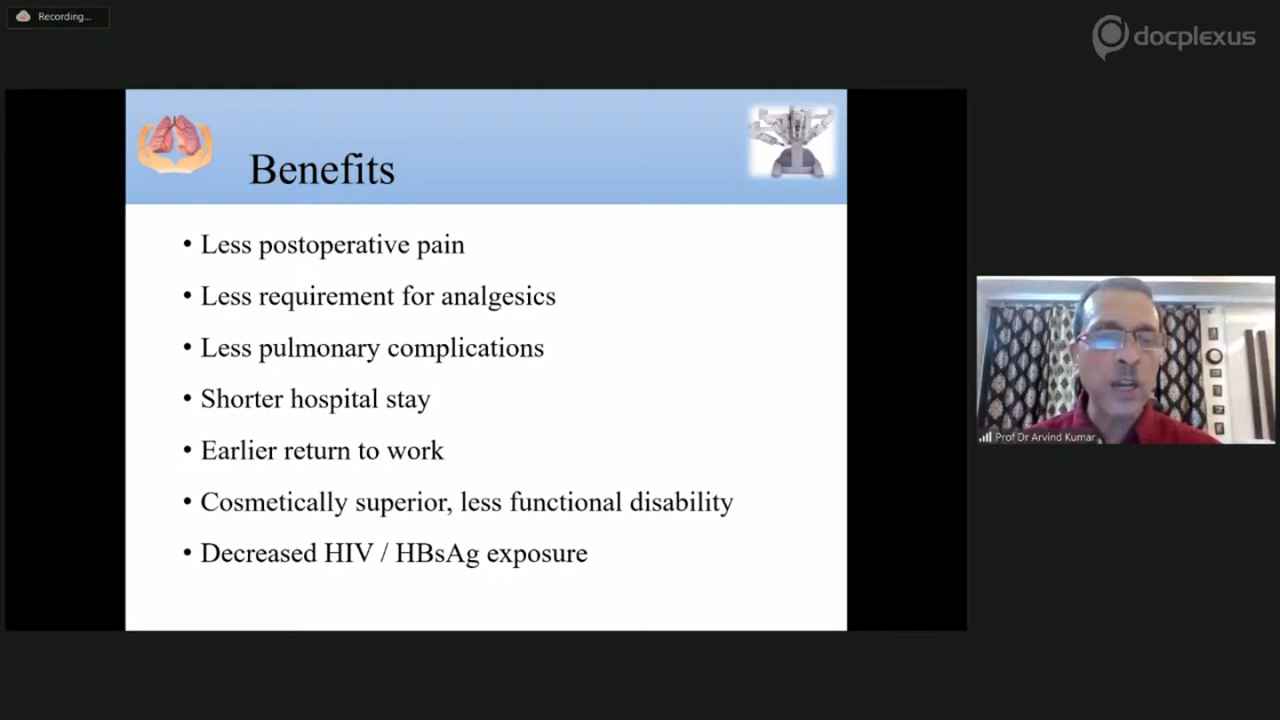 Recording...
docplexus
Benefits
• Less postoperative pain
• Less requirement for analgesics
• Less pulmonary complications
• Shorter hospital stay
• Earlier return to work
• Cosmetically superior, less functional disability
• Decreased HIV / HBsAg exposure
Prof Dr Arvind Kumar